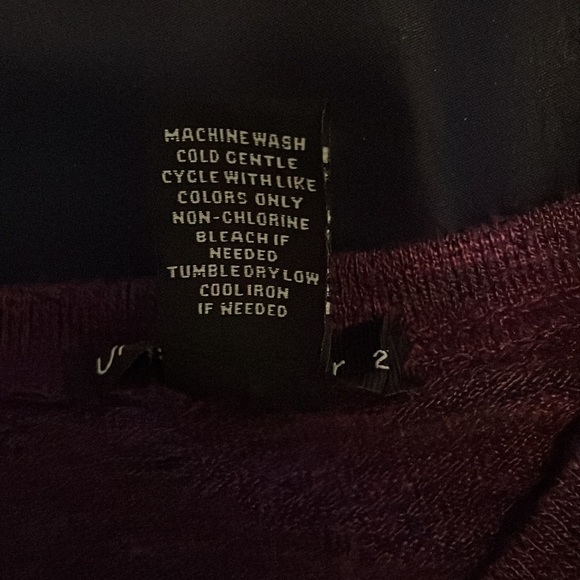 MACHINE WASH
COLD GENTLE
CYCLE WITH LIKE
COLORS ONLY
NON-CHLORINE
BLEACH IF
NEEDED
TUMBLE DRY LOW
COOL IRON
IF NEEDED
r 2